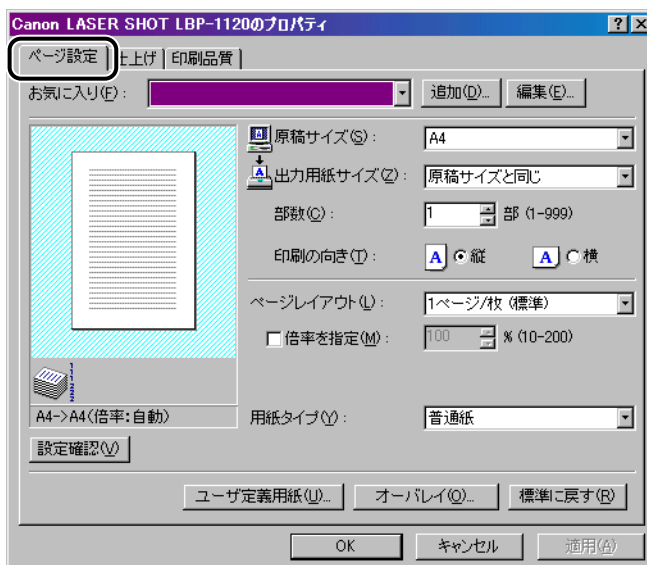 Canon LASER SHOT LBP-1120のプロパティ
ページ設定 仕上げ 印刷品質
お気に入り(F): 追加(D)... 編集(E)...
原稿サイズ(S): A4
出力用紙サイズ(Z): 原稿サイズと同じ
部数(C): 1 部 (1-999)
印刷の向き(T): A 縦 A 横
ページレイアウト(L): 1ページ/枚 (標準)
倍率を指定(M): 100 % (10-200)
A4->A4(倍率:自動) 用紙タイプ(Y): 普通紙
設定確認(V)
ユーザ定義用紙(U)... オーバレイ(O)... 標準に戻す(R)
OK キャンセル 適用(A)